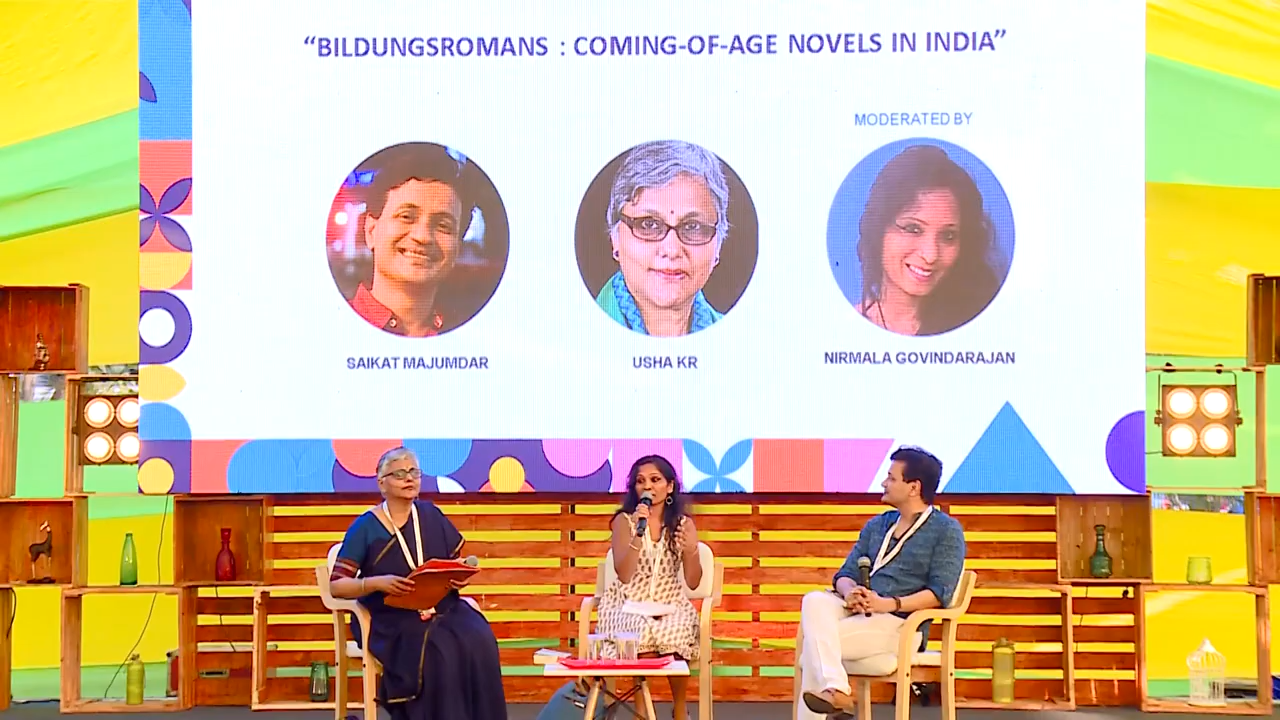 “BILDUNGSROMANS : COMING-OF-AGE NOVELS IN INDIA”
MODERATED BY
SAIKAT MAJUMDAR
USHA KR
NIRMALA GOVINDARAJAN